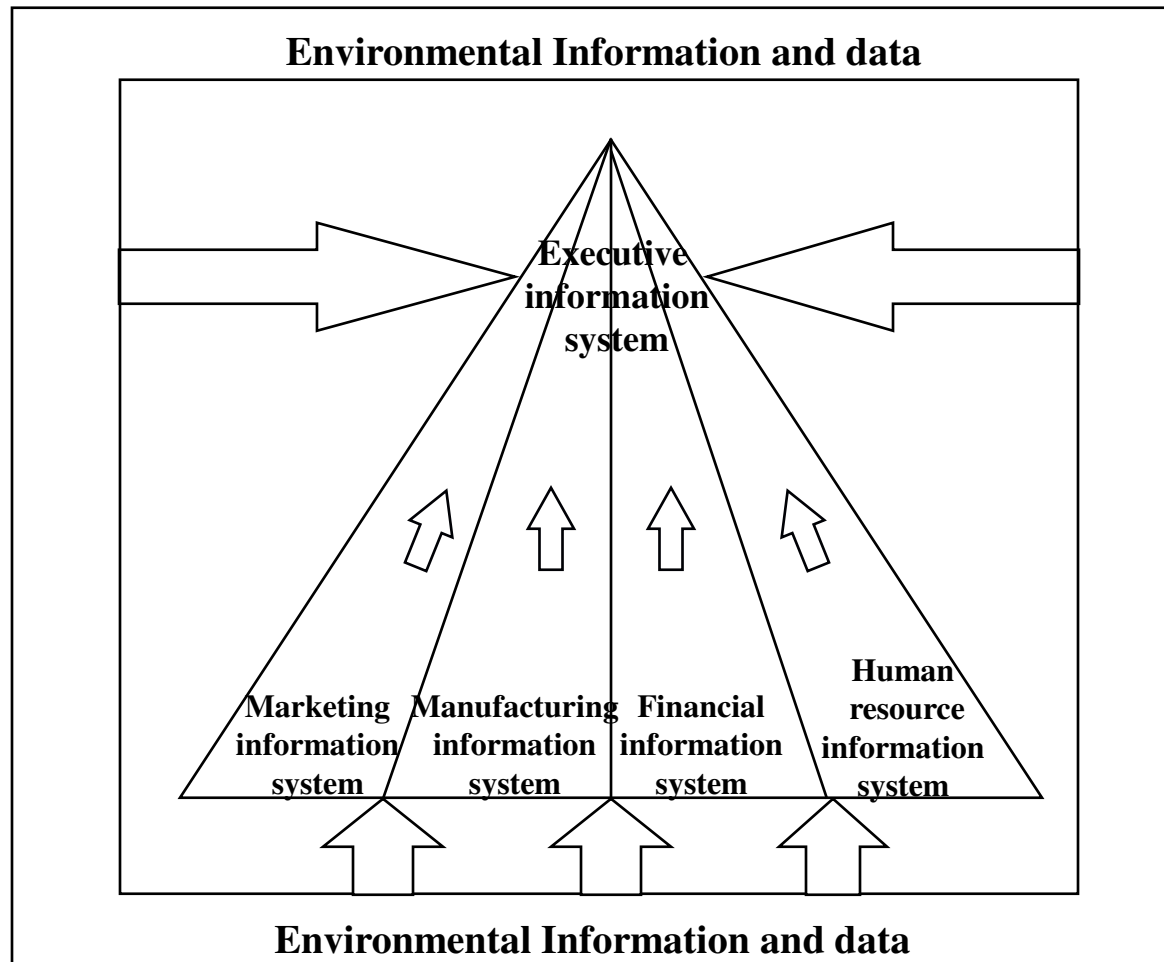 Environmental Information and data
Executive
information
system
Marketing
information
system
Manufacturing
information
system
Financial
information
system
Human
resource
information
system
Environmental Information and data